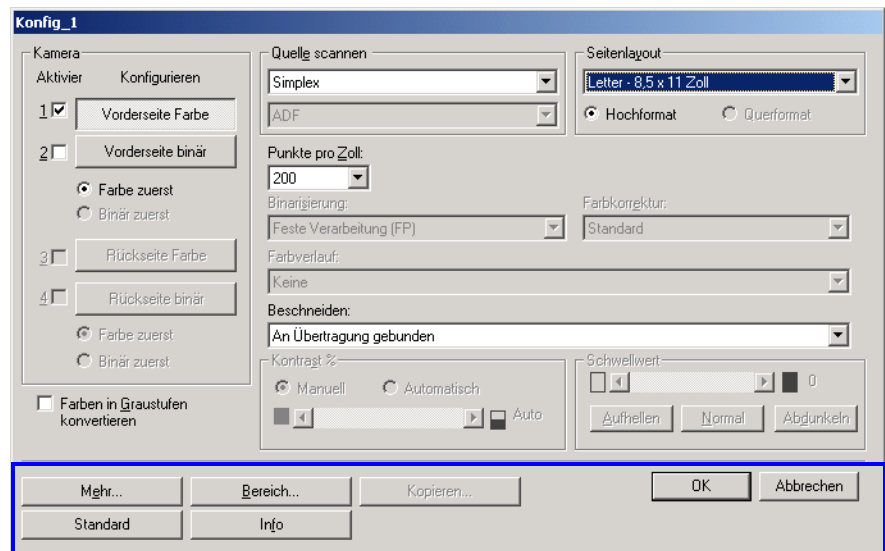 Konfig_1
Kamera
Aktivier Konfigurieren
1 Vorderseite Farbe
2 Vorderseite binär
Farbe zuerst
Binär zuerst
3 Rückseite Farbe
4 Rückseite binär
Farbe zuerst
Binär zuerst
Farben in Graustufen
konvertieren
Quelle scannen
Simplex
ADF
Seitenlayout
Letter - 8,5 x 11 Zoll
Hochformat Querformat
Punkte pro Zoll:
200
Binarisierung: Farbkorrektur:
Feste Verarbeitung (FP) Standard
Farbverlauf:
Keine
Beschneiden:
An Übertragung gebunden
Kontrast %
Manuell Automatisch
Auto
Schwellwert
0
Aufhellen Normal Abdunkeln
Mehr... Bereich... Kopieren... OK Abbrechen
Standard Info